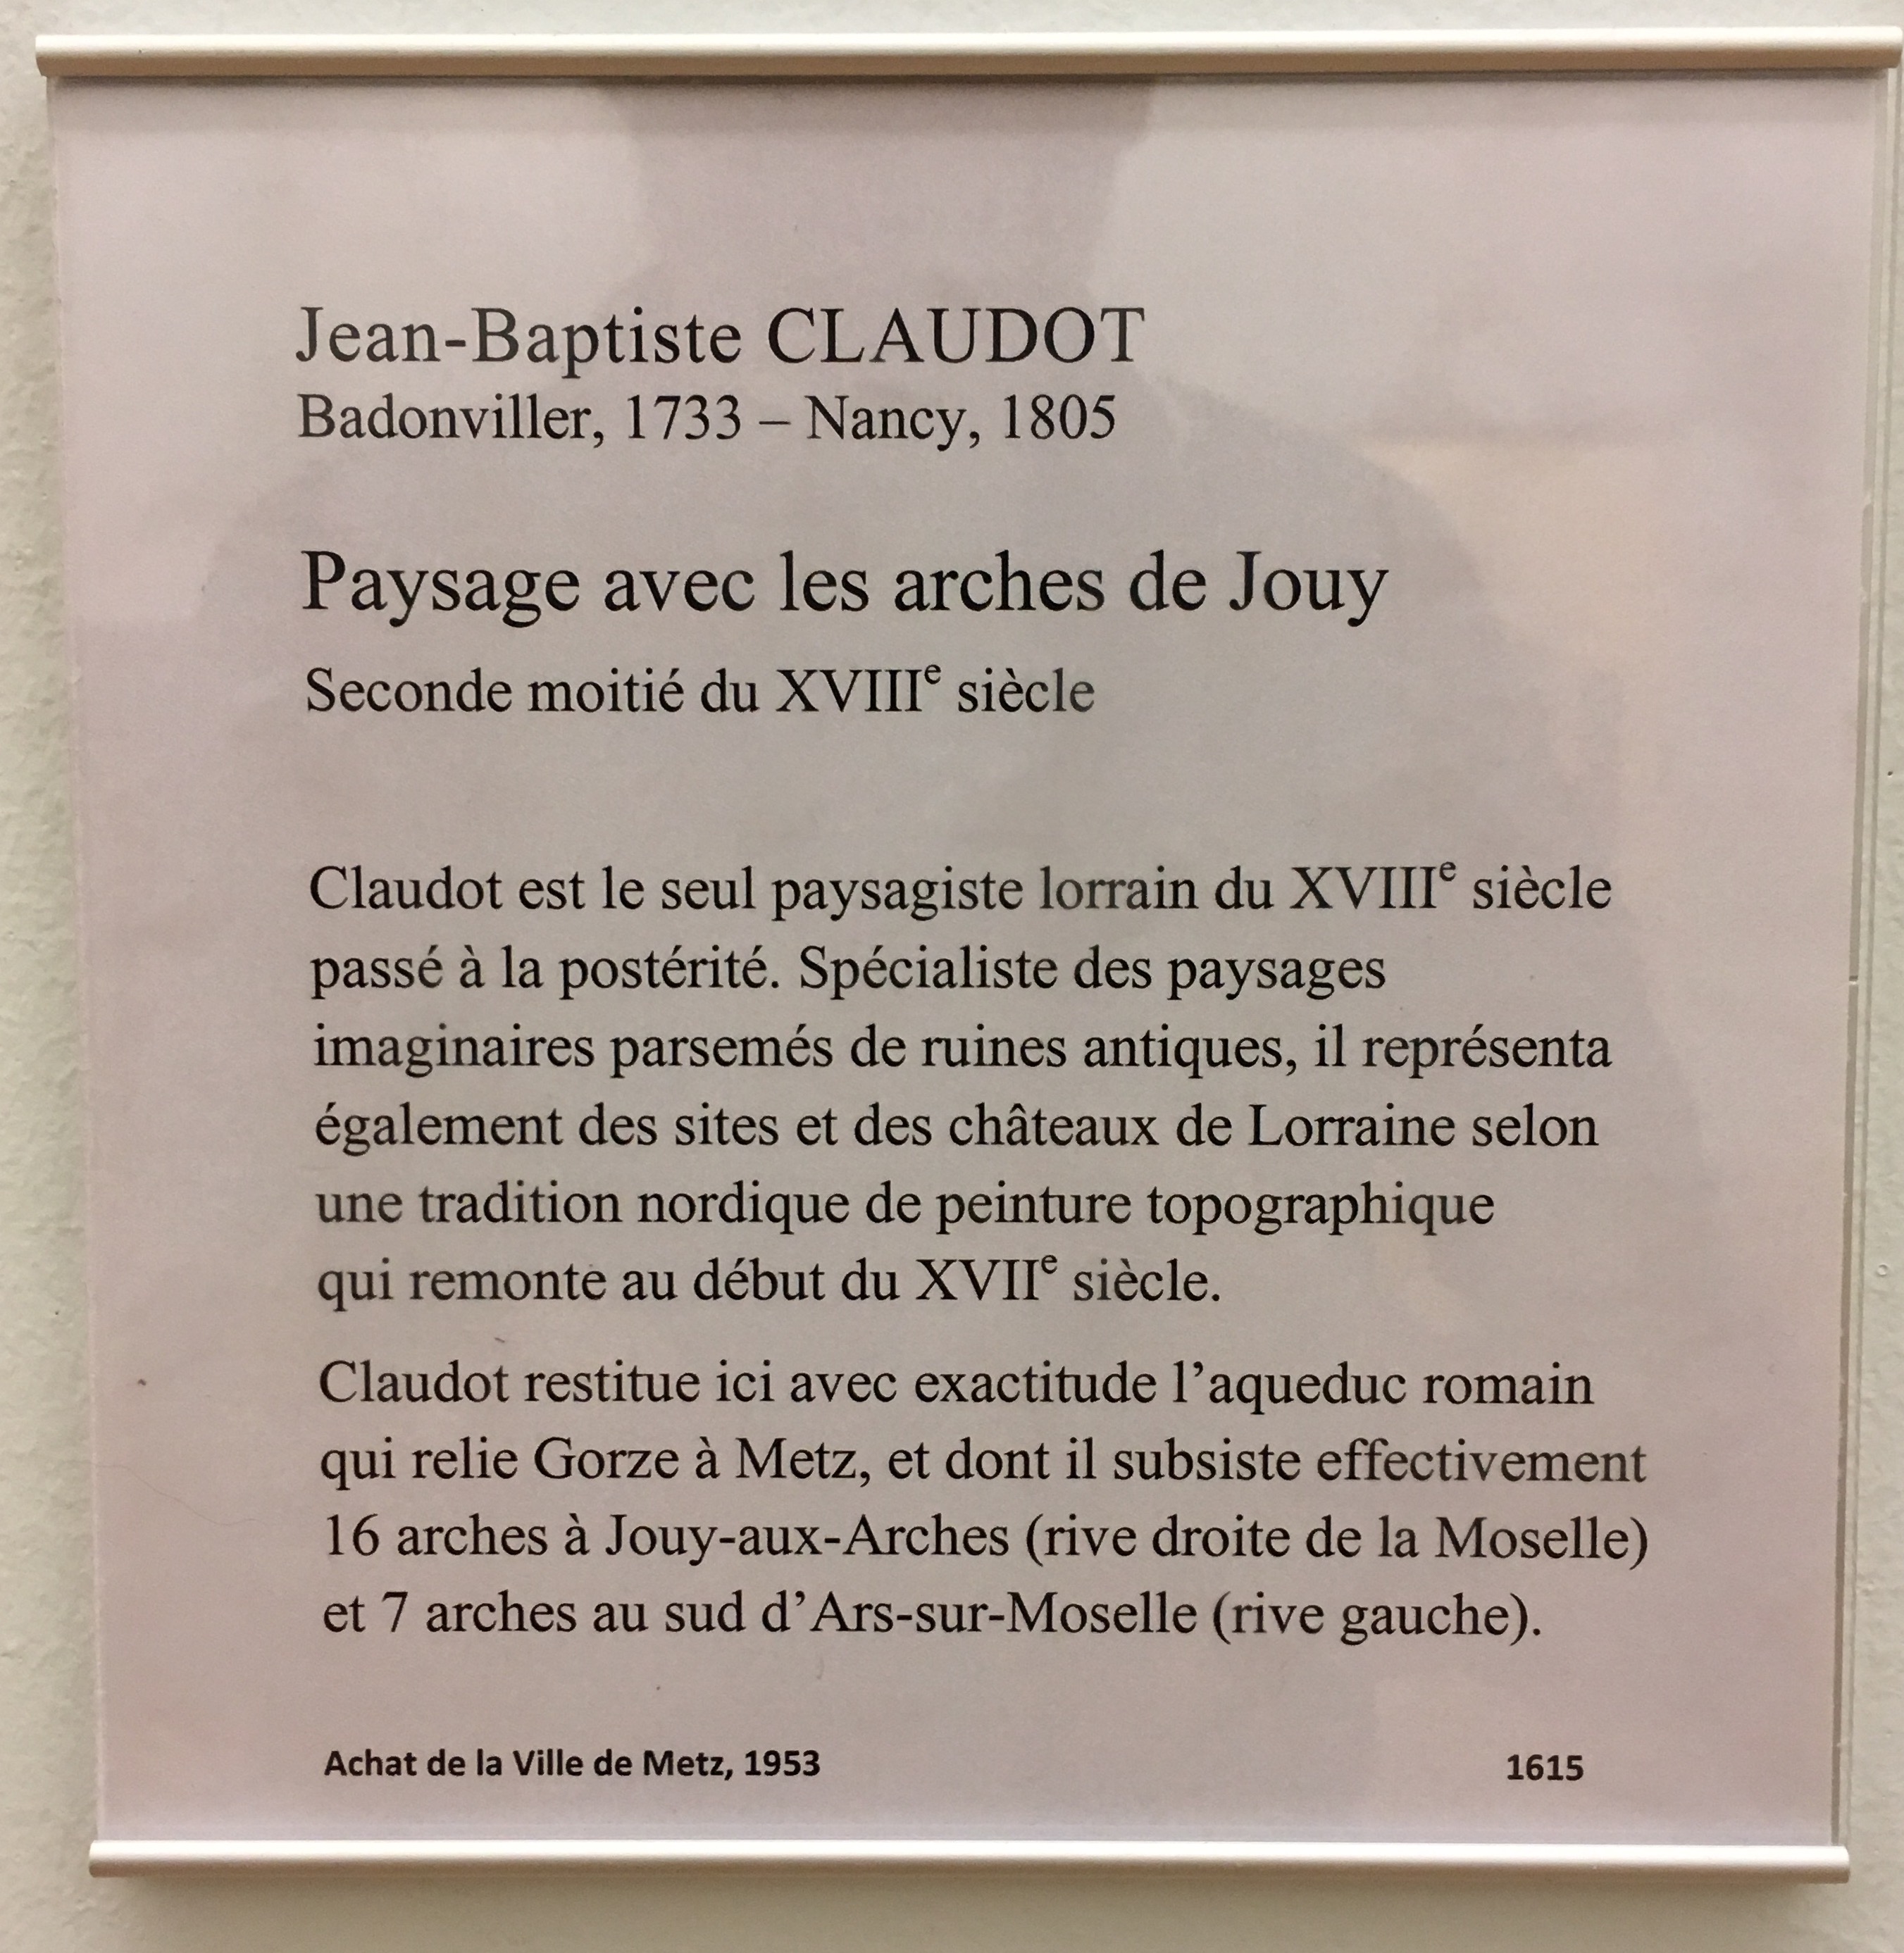 Jean-Baptiste CLAUDOT
Badonviller, 1733 – Nancy, 1805
Paysage avec les arches de Jouy
Seconde moitié du XVIIIe siècle
Claudot est le seul paysagiste lorrain du XVIIIe siècle
passé à la postérité. Spécialiste des paysages
imaginaires parsemés de ruines antiques, il représenta
également des sites et des châteaux de Lorraine selon
une tradition nordique de peinture topographique
qui remonte au début du XVIIe siècle.
Claudot restitue ici avec exactitude l’aqueduc romain
qui relie Gorze à Metz, et dont il subsiste effectivement
16 arches à Jouy-aux-Arches (rive droite de la Moselle)
et 7 arches au sud d’Ars-sur-Moselle (rive gauche).
Achat de la Ville de Metz, 1953 1615